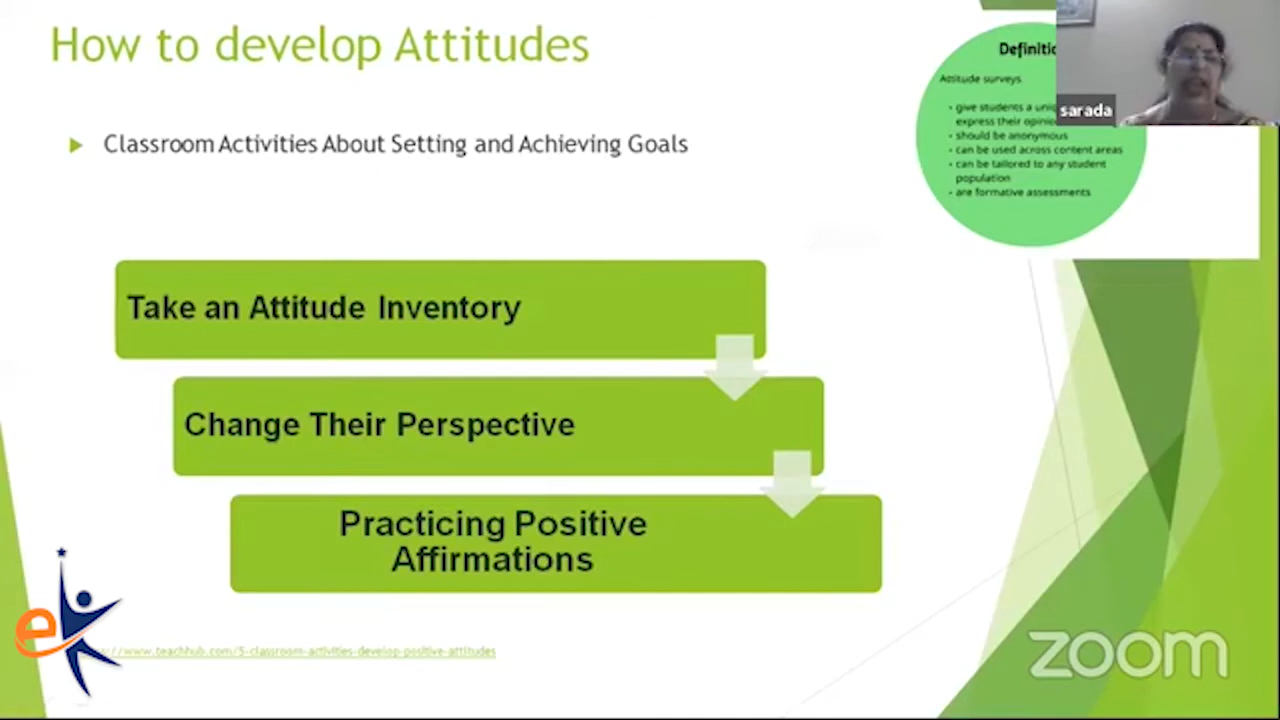 How to develop Attitudes
Classroom Activities About Setting and Achieving Goals
Attitude surveys
give students a
express their
should be anonymous
can be used across content areas
can be tailored to any student
population
are formative assessments
sarada
Take an Attitude Inventory
Change Their Perspective
Practicing Positive
Affirmations
e
//www.teachhub.com/5-classroom-activities-develop-positive-attitudes
zoom